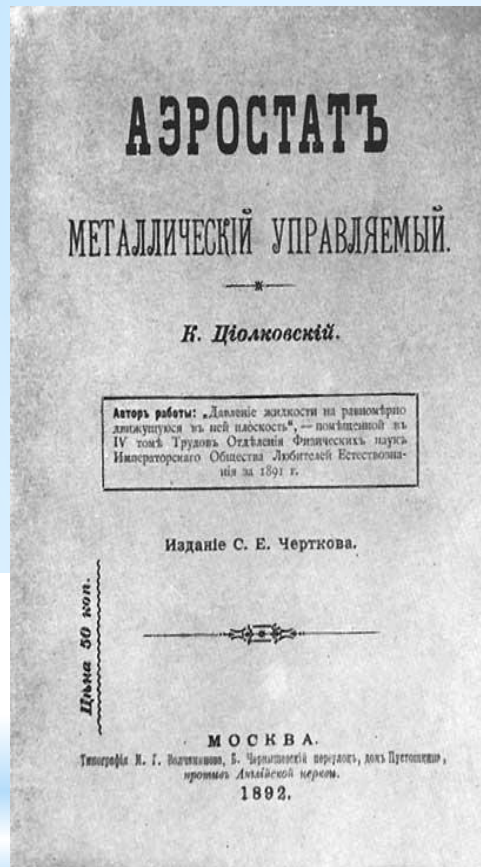 АЭРОСТАТЪ
МЕТАЛЛИЧЕСКІЙ УПРАВЛЯЕМЫЙ.
К. Ціолковскій.
Авторъ работы: „Давленіе жидкости на равномѣрно
движущуюся въ ней плоскость“, — помѣщенной въ
IV томѣ Трудовъ Отдѣленія Физическихъ наукъ
Императорскаго Общества Любителей Естествозна-
нія за 1891 г.
Изданіе С. Е. Черткова.
Цѣна 50 коп.
МОСКВА.
Типографія М. Г. Волчанинова, Б. Чернышевскій переулокъ, домъ Пустошкина,
противъ Англійской церкви.
1892.